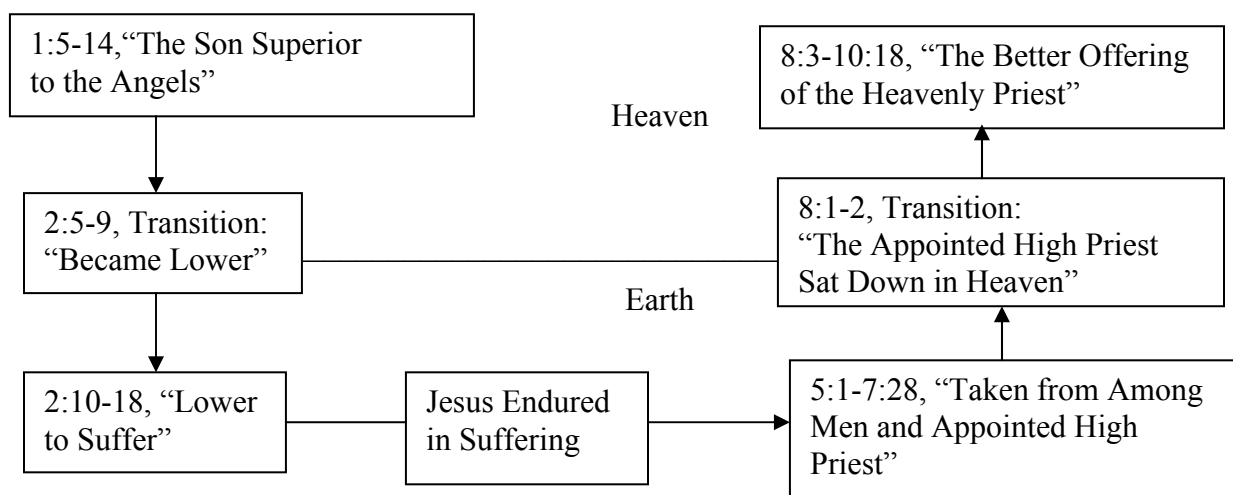 1:5-14,“The Son Superior
to the Angels”
2:5-9, Transition:
“Became Lower”
2:10-18, “Lower
to Suffer”
Jesus Endured
in Suffering
5:1-7:28, “Taken from Among
Men and Appointed High
Priest”
8:1-2, Transition:
“The Appointed High Priest
Sat Down in Heaven”
8:3-10:18, “The Better Offering
of the Heavenly Priest”
Heaven
Earth